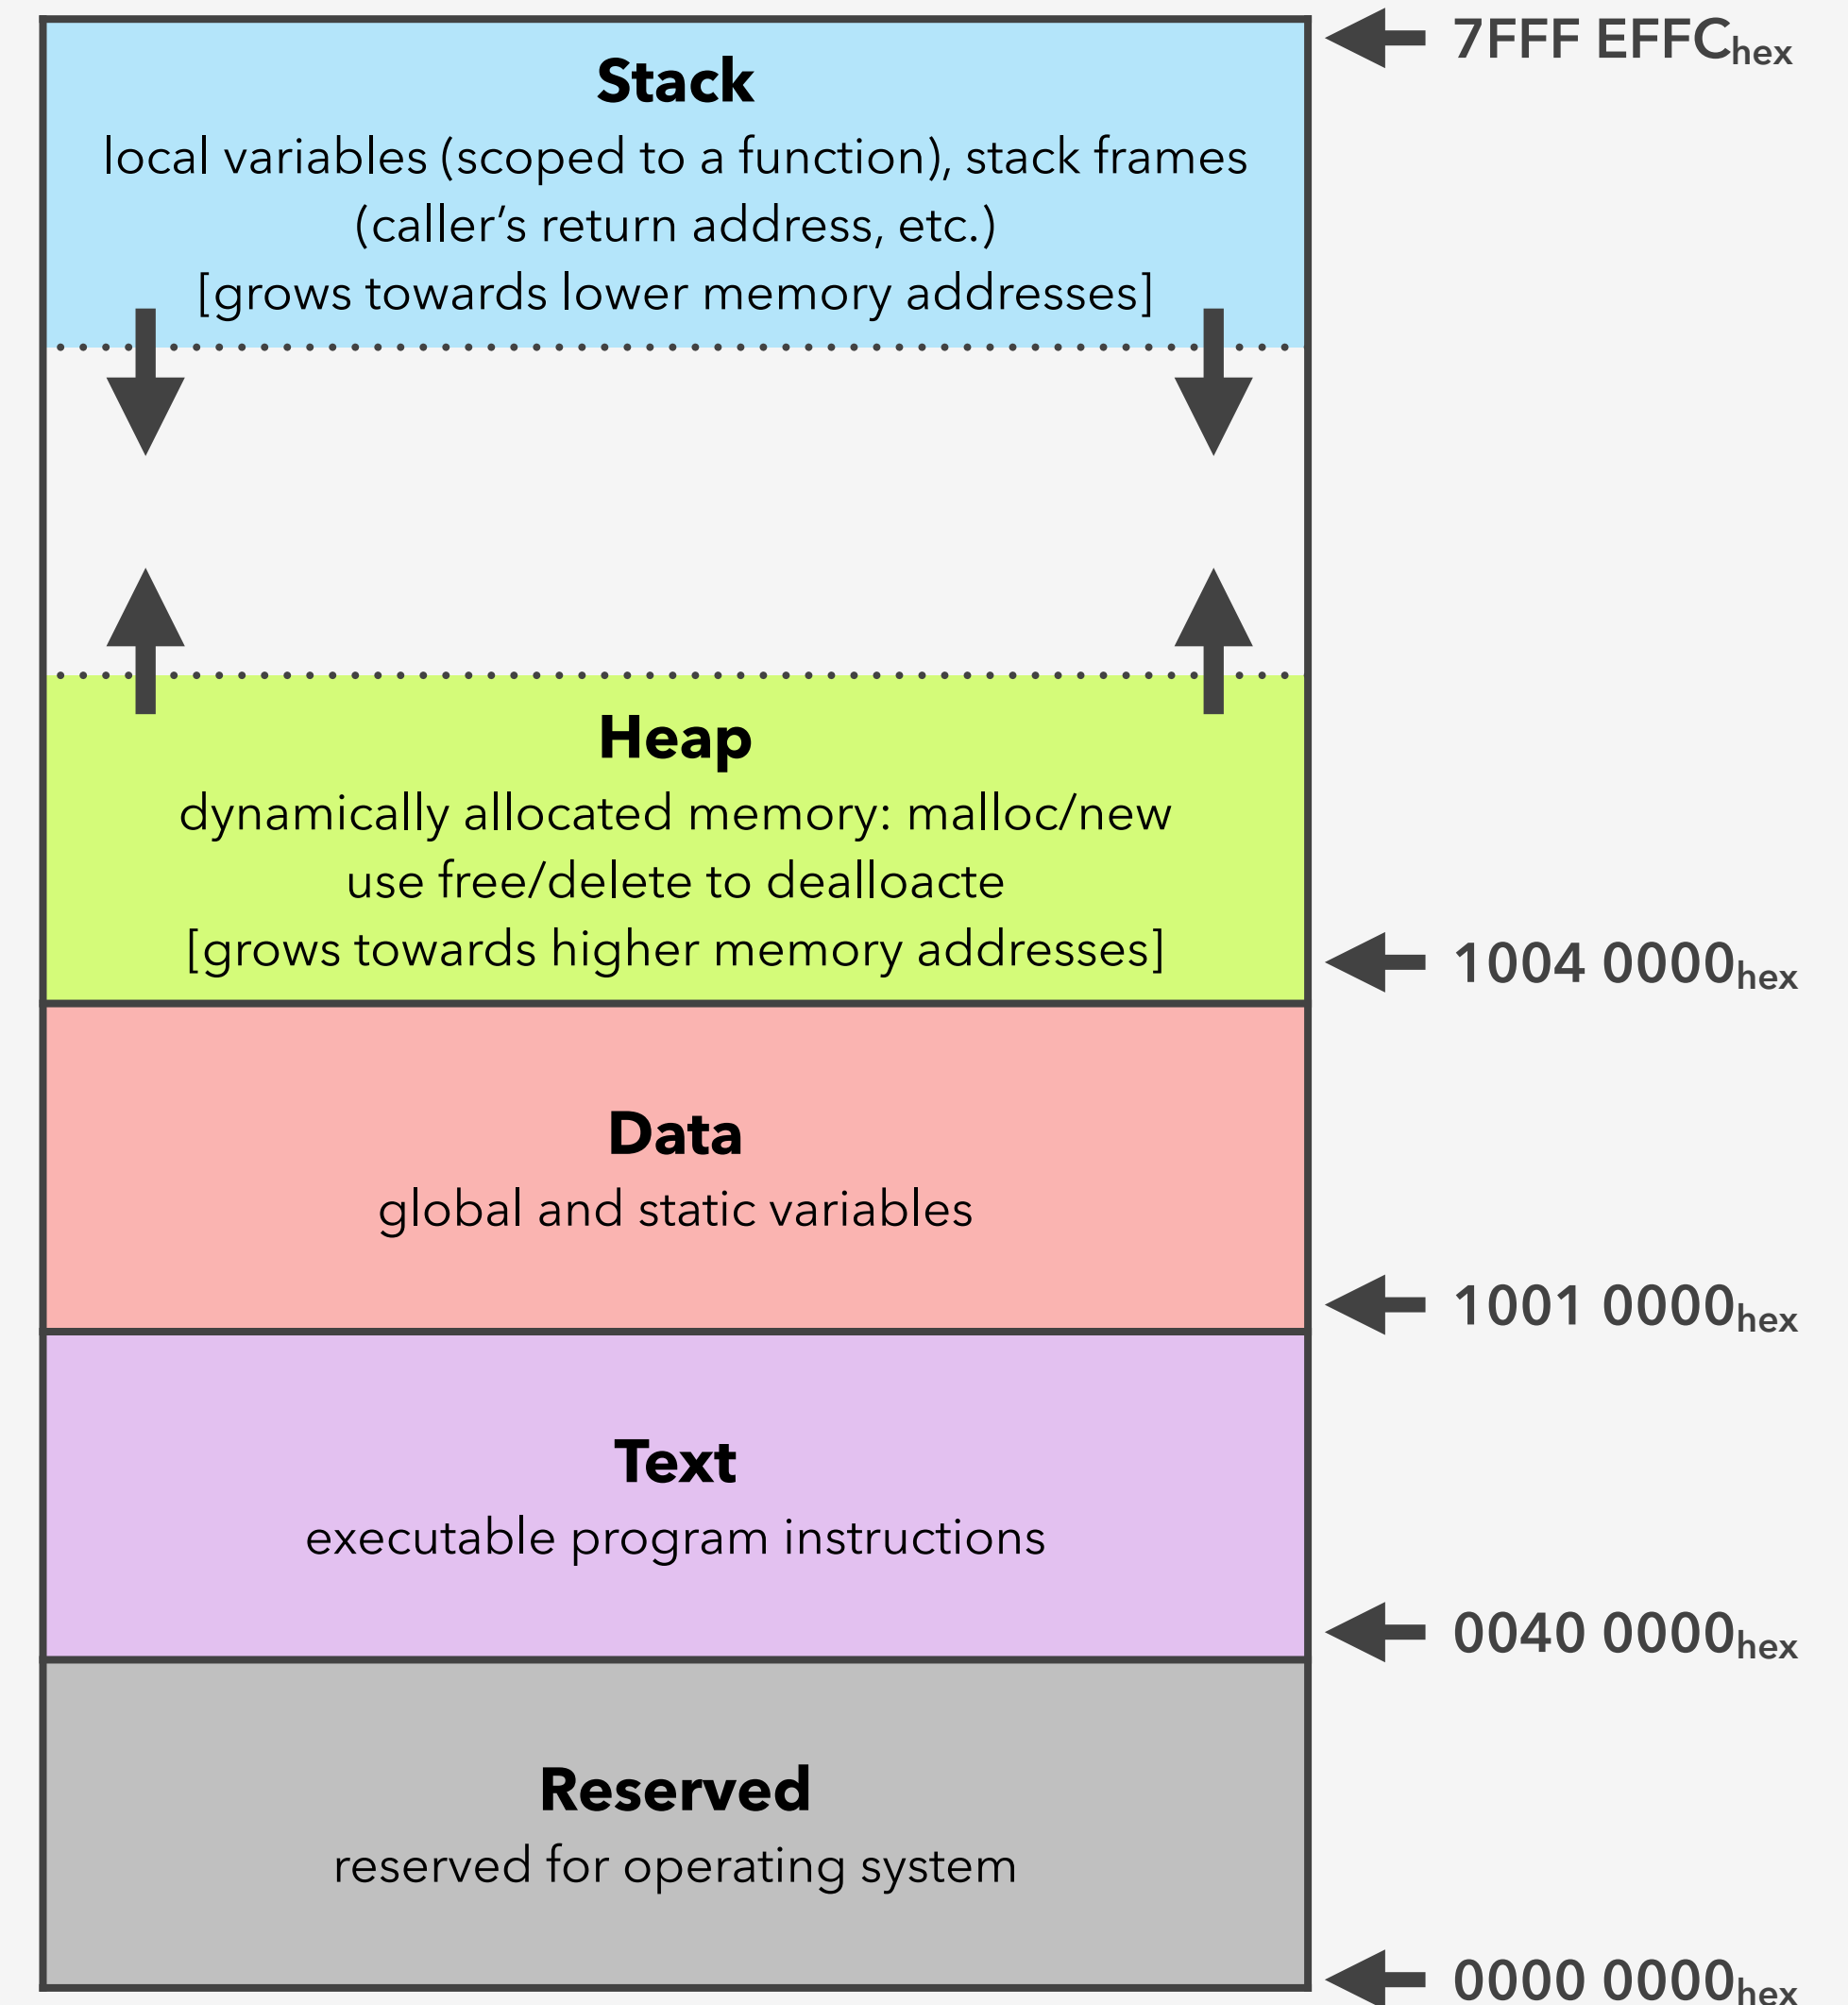 7FFF EFFChex
Stack
local variables (scoped to a function), stack frames
(caller's return address, etc.)
[grows towards lower memory addresses]
Heap
dynamically allocated memory: malloc/new
use free/delete to dealloacte
[grows towards higher memory addresses]
1004 0000hex
Data
global and static variables
1001 0000hex
Text
executable program instructions
0040 0000hex
Reserved
reserved for operating system
0000 0000hex